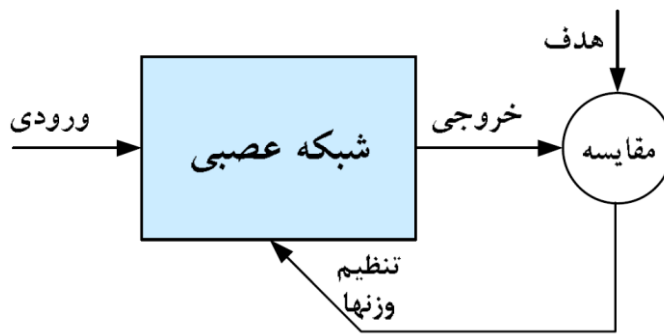 هدف
ورودی
شبکه عصبی
خروجی
مقایسه
تنظیم
وزنها